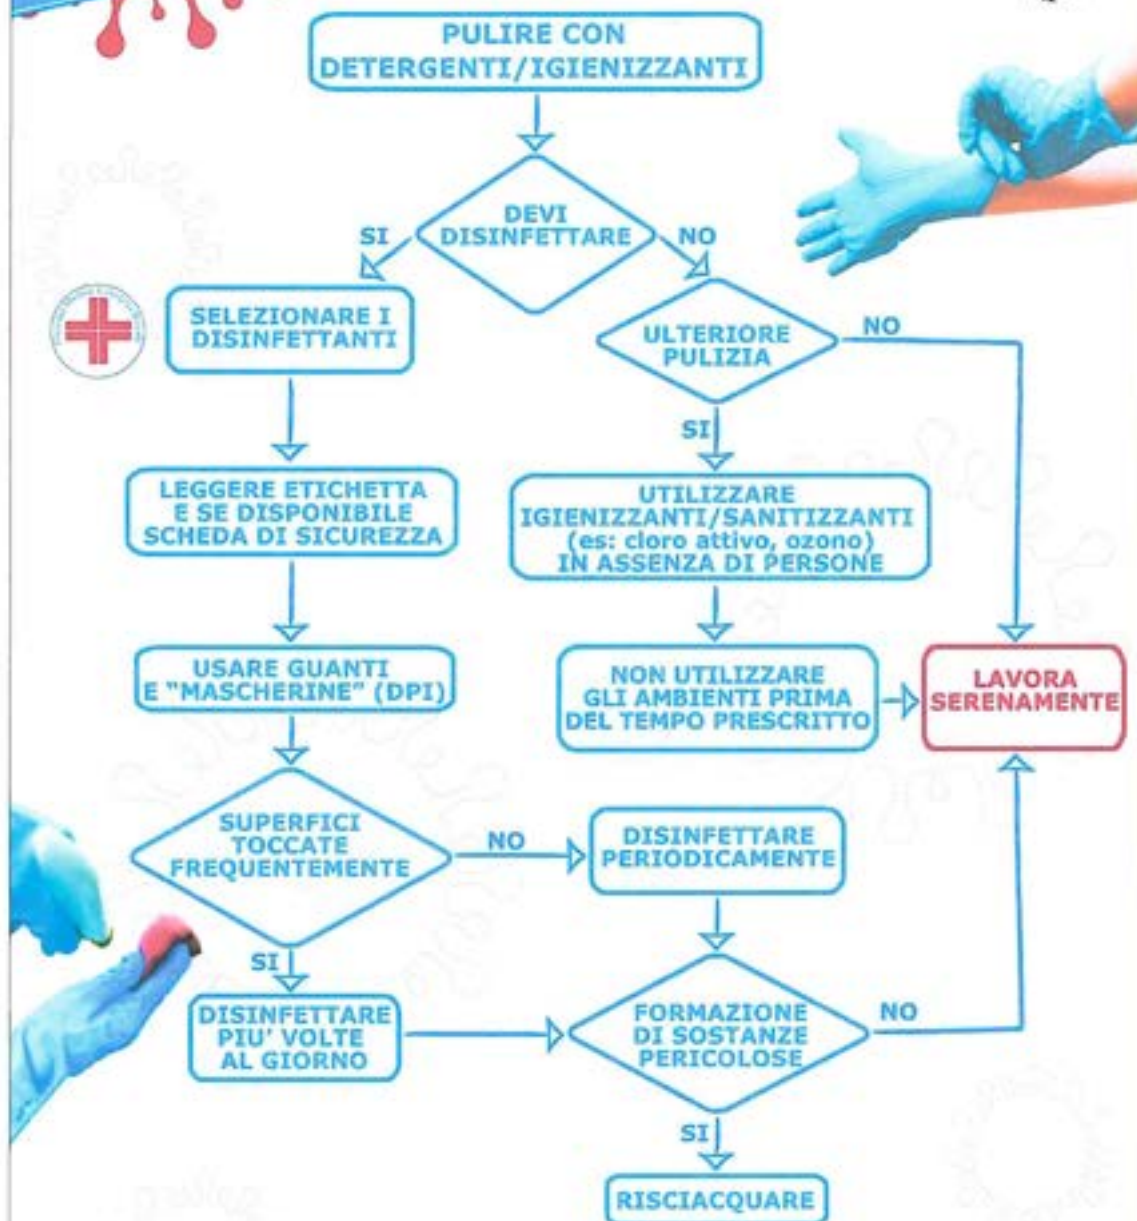 PULIRE CON
DETERGENTI/IGIENIZZANTI
DEVI
DISINFETTARE
SI
NO
SELEZIONARE I
DISINFETTANTI
ULTERIORE
PULIZIA
NO
SI
LEGGERE ETICHETTA
E SE DISPONIBILE
SCHEDA DI SICUREZZA
UTILIZZARE
IGIENIZZANTI/SANITIZZANTI
(es: cloro attivo, ozono)
IN ASSENZA DI PERSONE
USARE GUANTI
E "MASCHERINE" (DPI)
NON UTILIZZARE
GLI AMBIENTI PRIMA
DEL TEMPO PRESCRITTO
LAVORA
SERENAMENTE
SUPERFICI
TOCCATE
FREQUENTEMENTE
NO
DISINFETTARE
PERIODICAMENTE
SI
DISINFETTARE
PIU' VOLTE
AL GIORNO
FORMAZIONE
DI SOSTANZE
PERICOLOSE
NO
SI
RISCIACQUARE